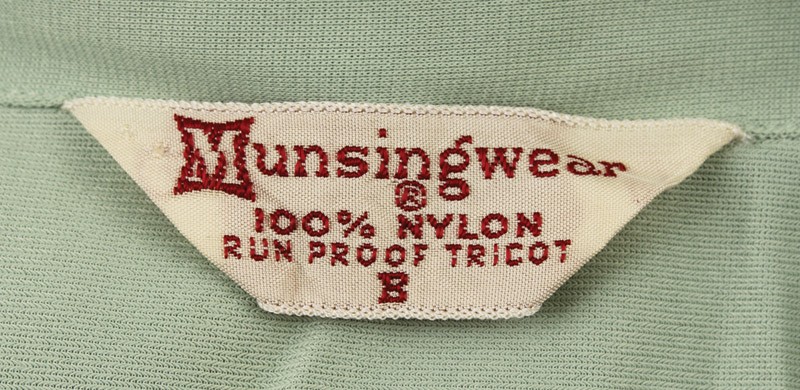 Munsingwear
®
100% NYLON
RUN PROOF TRICOT
B